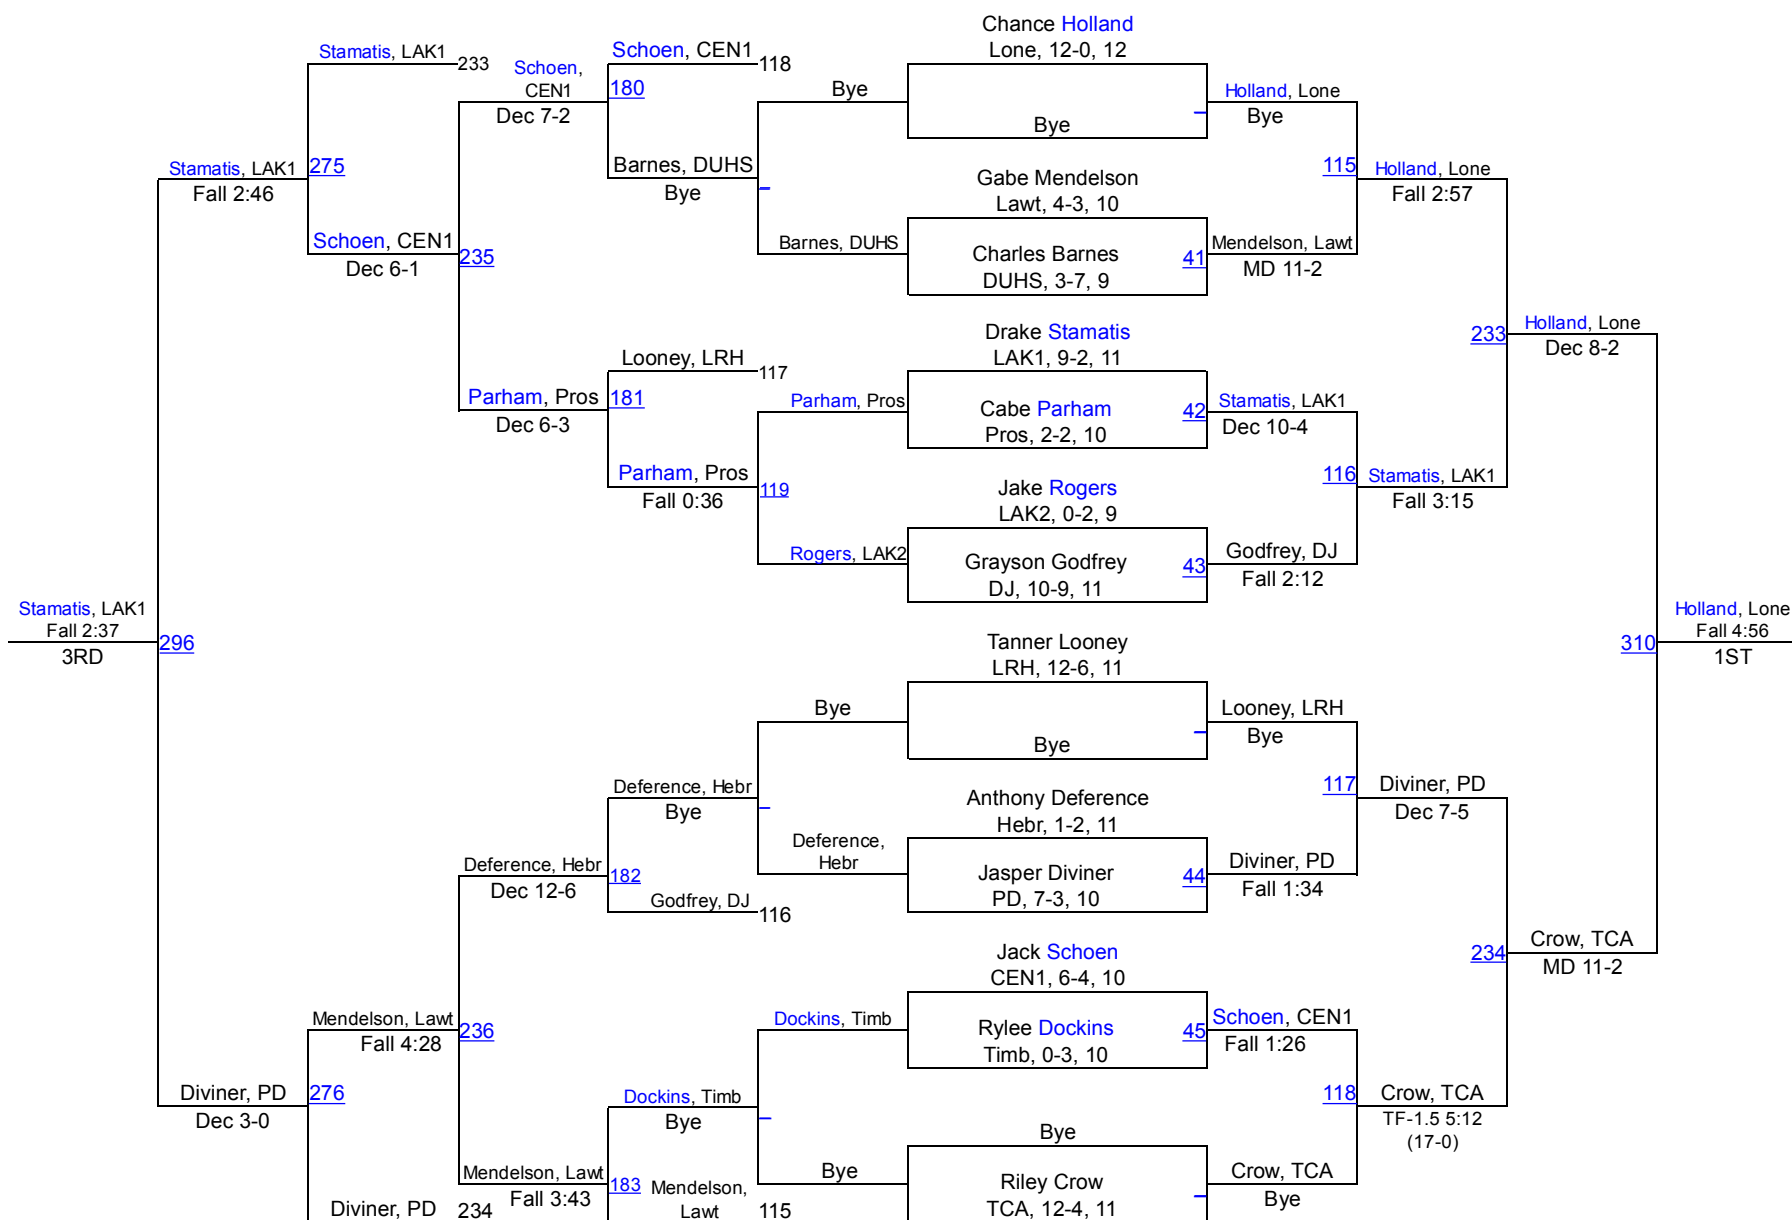 Chance Holland
Lone, 12-0, 12
Stamatis, LAK1
233
Schoen,
CEN1
Dec 7-2
Schoen, CEN1
118
180
Bye
Bye
Holland, Lone
Bye
Barnes, DUHS
Bye
Stamatis, LAK1
Fall 2:46
275
Gabe Mendelson
Lawt, 4-3, 10
115
Holland, Lone
Fall 2:57
Schoen, CEN1
Dec 6-1
235
Barnes, DUHS
Charles Barnes
DUHS, 3-7, 9
41
Mendelson, Lawt
MD 11-2
Drake Stamatis
LAK1, 9-2, 11
233
Holland, Lone
Dec 8-2
Looney, LRH
117
Parham, Pros
Dec 6-3
181
Parham, Pros
Cabe Parham
Pros, 2-2, 10
42
Stamatis, LAK1
Dec 10-4
Parham, Pros
Fall 0:36
119
Jake Rogers
LAK2, 0-2, 9
116
Stamatis, LAK1
Fall 3:15
Rogers, LAK2
Grayson Godfrey
DJ, 10-9, 11
43
Godfrey, DJ
Fall 2:12
Stamatis, LAK1
Fall 2:37
3RD
296
Tanner Looney
LRH, 12-6, 11
310
Holland, Lone
Fall 4:56
1ST
Bye
Bye
Looney, LRH
Bye
Deference, Hebr
Bye
Anthony Deference
Hebr, 1-2, 11
117
Diviner, PD
Dec 7-5
Deference, Hebr
Dec 12-6
182
Deference,
Hebr
Jasper Diviner
PD, 7-3, 10
44
Diviner, PD
Fall 1:34
Godfrey, DJ
116
Jack Schoen
CEN1, 6-4, 10
234
Crow, TCA
MD 11-2
Mendelson, Lawt
Fall 4:28
236
Dockins, Timb
Rylee Dockins
Timb, 0-3, 10
45
Schoen, CEN1
Fall 1:26
Diviner, PD
Dec 3-0
276
Dockins, Timb
Bye
Bye
118
Crow, TCA
TF-1.5 5:12
(17-0)
Mendelson, Lawt
Fall 3:43
183
Mendelson,
Lawt
115
Bye
Riley Crow
TCA, 12-4, 11
Crow, TCA
Bye
Diviner, PD
234